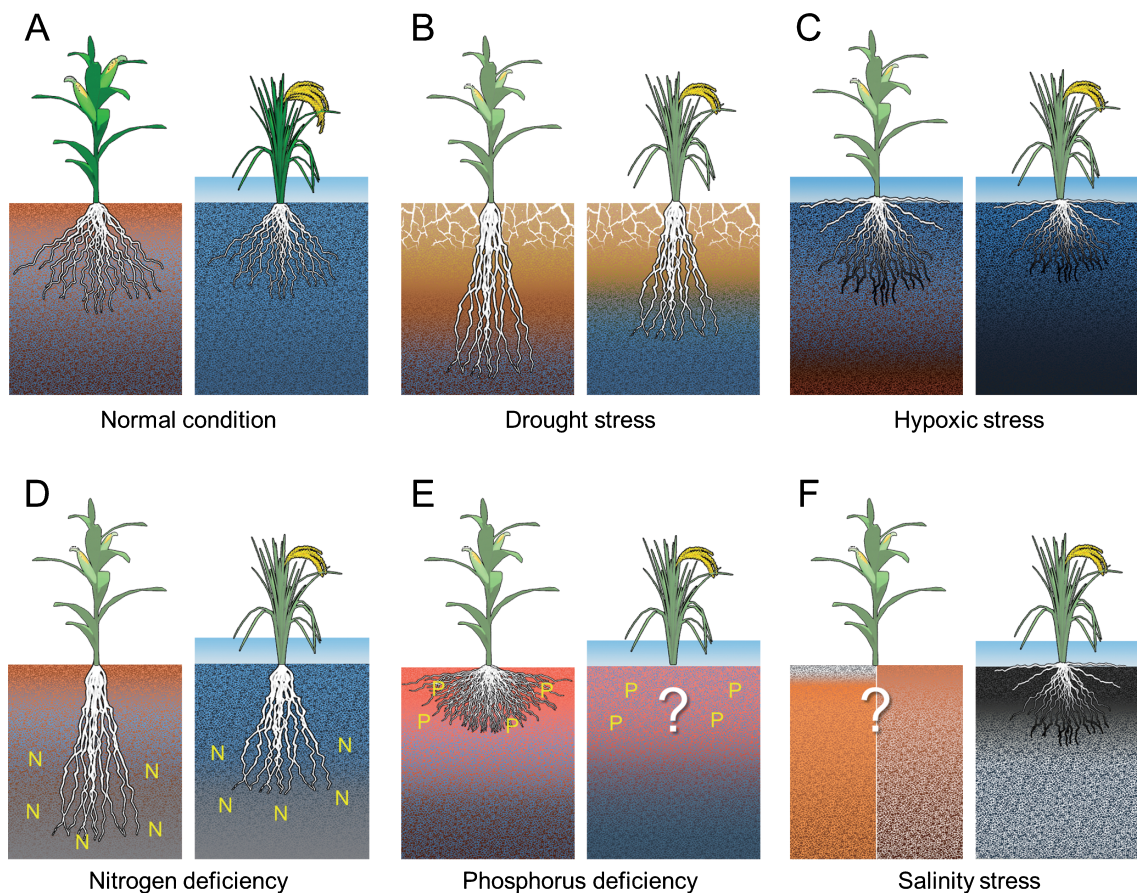 A
B
C
Normal condition
Drought stress
Hypoxic stress
D
E
F
N
N
N
N
N
N
N
N
N
N
P
P
P
P
?
P
P
P
P
?
Nitrogen deficiency
Phosphorus deficiency
Salinity stress